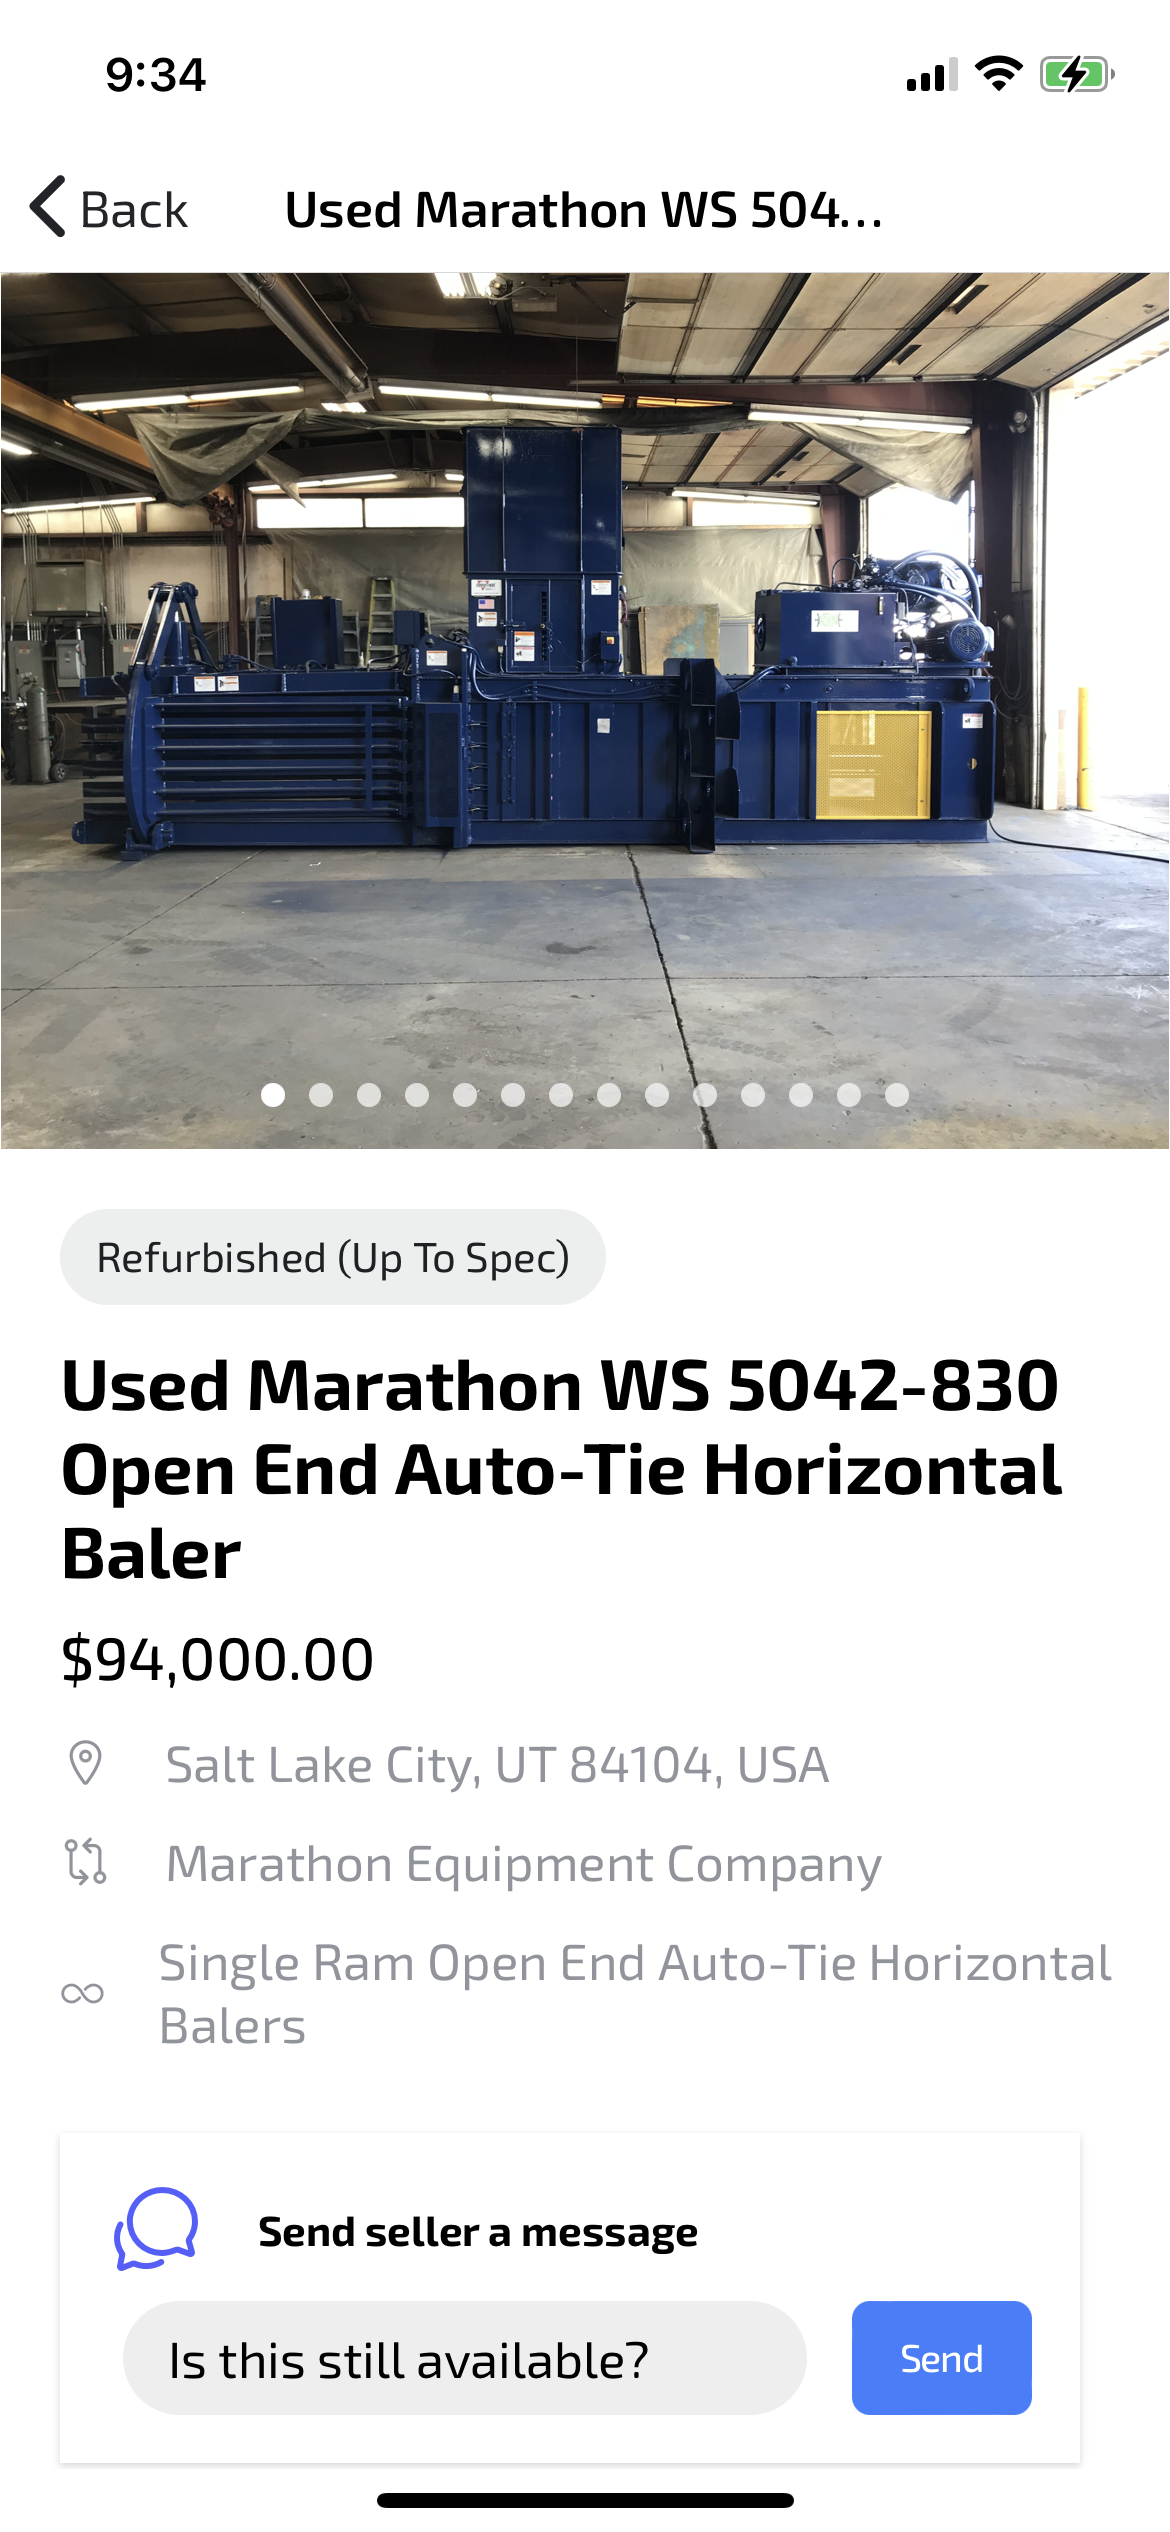 9:34
Back
Used Marathon WS 504...
Refurbished (Up To Spec)
Used Marathon WS 5042-830
Open End Auto-Tie Horizontal
Baler
$94,000.00
Salt Lake City, UT 84104, USA
Marathon Equipment Company
Single Ram Open End Auto-Tie Horizontal
Balers
Send seller a message
Is this still available?
Send